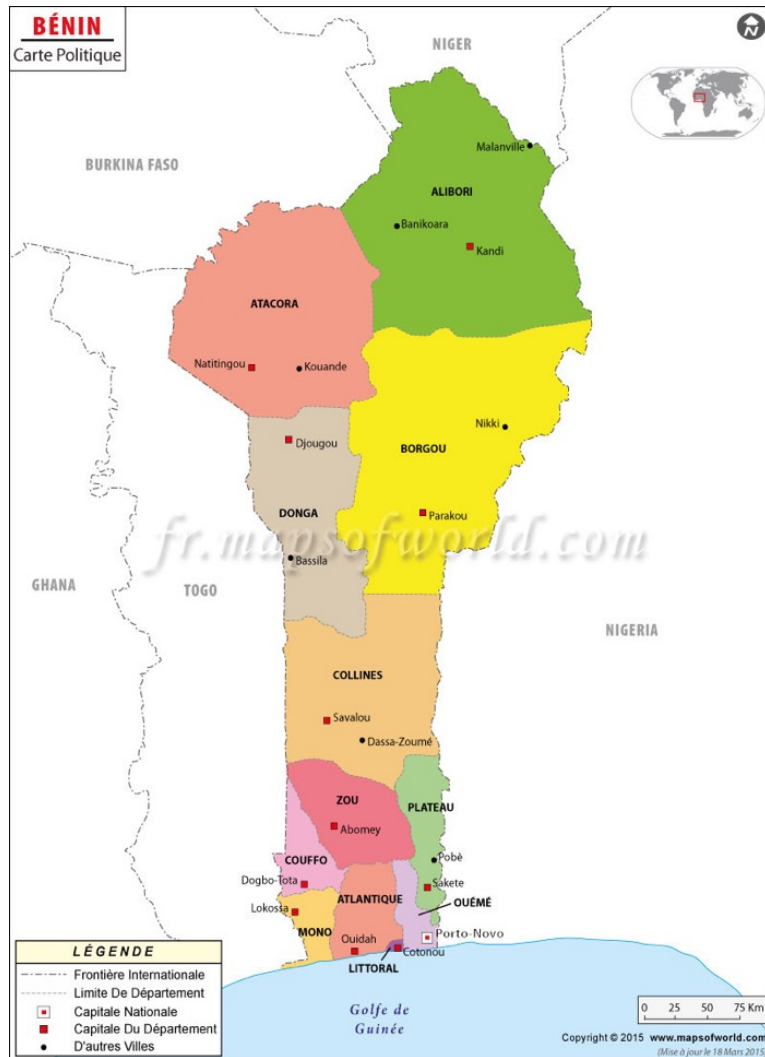 BÉNIN
Carte Politique
N
NIGER
BURKINA FASO
Malanville
ALIBORI
Banikoara
Kandi
ATACORA
Natitingou
Kouande
Nikki
Djougou
BORGOU
DONGA
Parakou
fr.mapsofworld.com
Bassila
GHANA
TOGO
NIGERIA
COLLINES
Savalou
Dassa-Zoumé
ZOU
PLATEAU
Abomey
COUFFO
Pobè
Dogbo-Tota
Sakete
ATLANTIQUE
OUÉMÉ
Lokossa
MONO
Ouidah
Porto-Novo
Cotonou
LITTORAL
LÉGENDE
Frontière Internationale
Limite De Département
Capitale Nationale
Capitale Du Département
D'autres Villes
Golfe de
Guinée
0 25 50 75 Km
Copyright © 2015 www.mapsofworld.com
(Mise à jour le 18 Mars 2015)